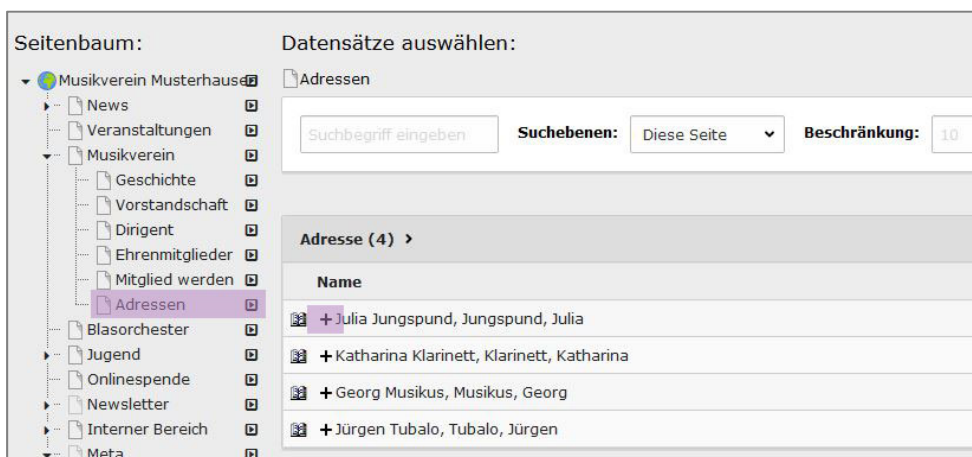 Seitenbaum:
Musikverein Musterhausen
News
Veranstaltungen
Musikverein
Geschichte
Vorstandschaft
Dirigent
Ehrenmitglieder
Mitglied werden
Adressen
Blasorchester
Jugend
Onlinespende
Newsletter
Interner Bereich
Meta
Datensätze auswählen:
Adressen
Suchbegriff eingeben Suchebenen: Diese Seite Beschränkung: 10
Adresse (4)
Name
+Julia Jungspund, Jungspund, Julia
+Katharina Klarinett, Klarinett, Katharina
+Georg Musikus, Musikus, Georg
+Jürgen Tubalo, Tubalo, Jürgen